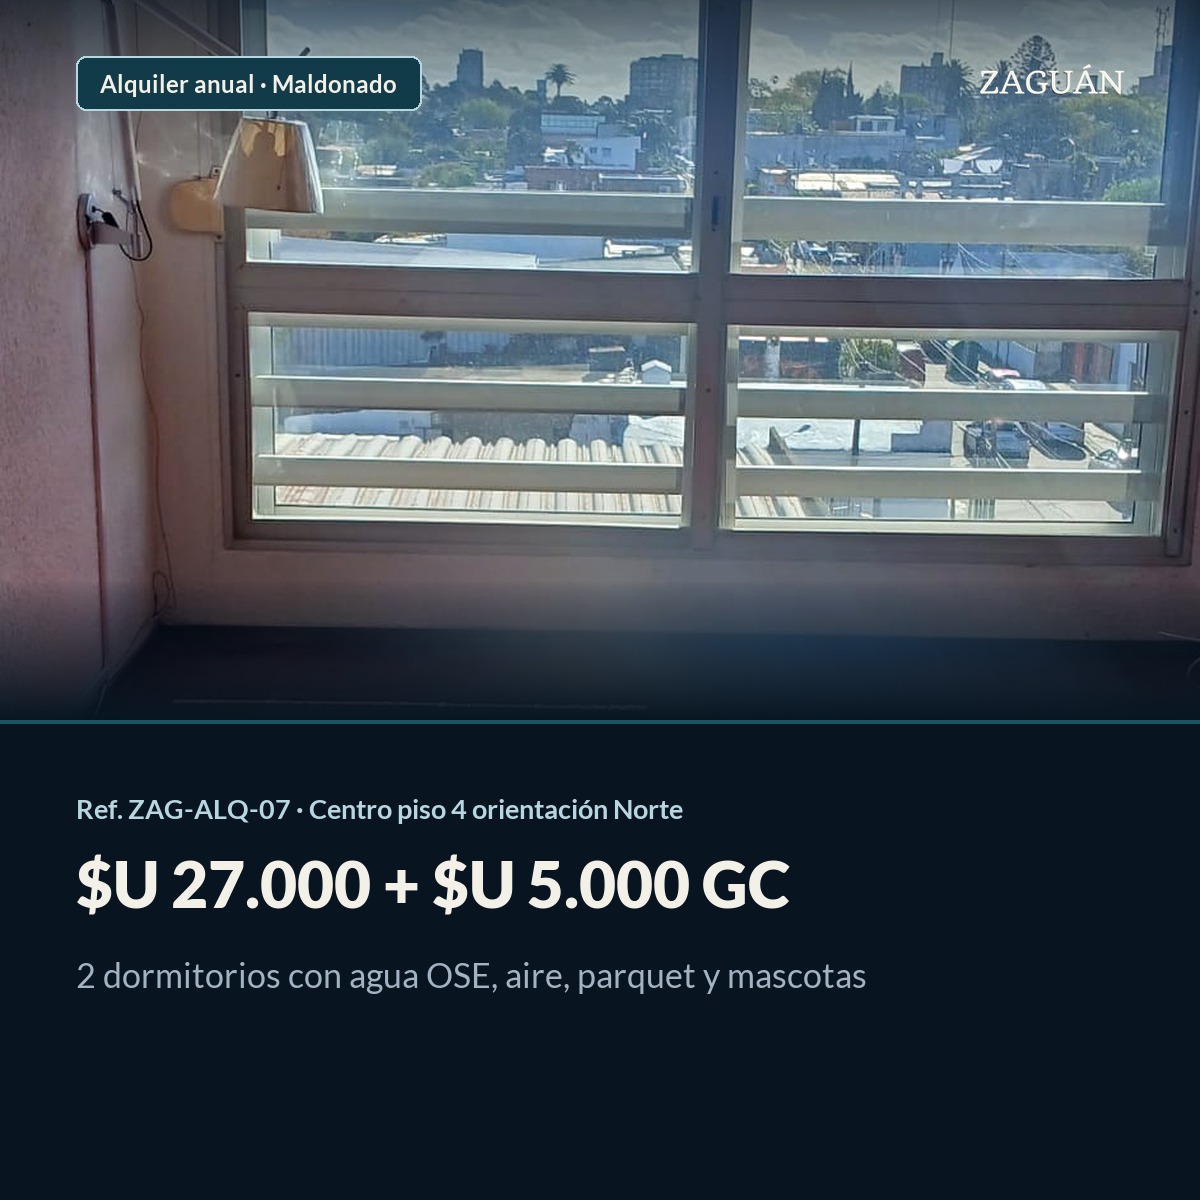 Alquiler anual · Maldonado
ZAGUÁN
Ref. ZAG-ALQ-07 · Centro piso 4 orientación Norte
$U 27.000 + $U 5.000 GC
2 dormitorios con agua OSE, aire, parquet y mascotas